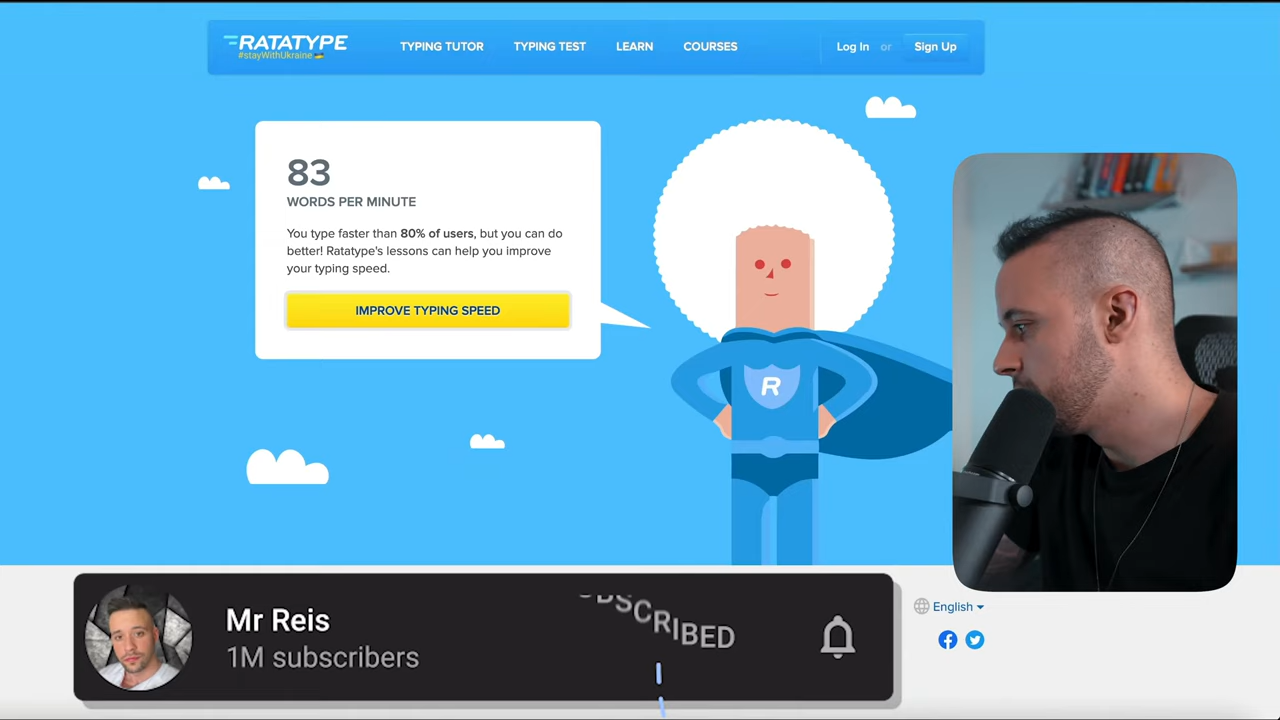 RATATYPE
#stayWithUkraine
TYPING TUTOR
TYPING TEST
LEARN
COURSES
Log In or Sign Up
83
WORDS PER MINUTE
You type faster than 80% of users, but you can do
better! Ratatype's lessons can help you improve
your typing speed.
IMPROVE TYPING SPEED
R
Mr Reis
1M subscribers
English